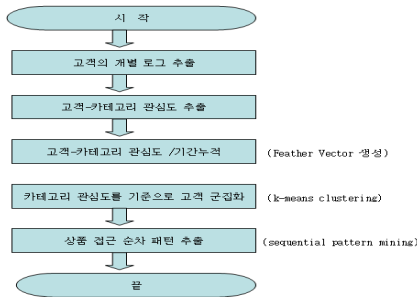 시 작
고객의 개별 로그 추출
고객-카테고리 관심도 추출
고객-카테고리 관심도 /기간누적
(Feather Vector 생성)
카테고리 관심도를 기준으로 고객 군집화
(k-means clustering)
상품 접근 순차 패턴 추출
(sequential pattern mining)
끝